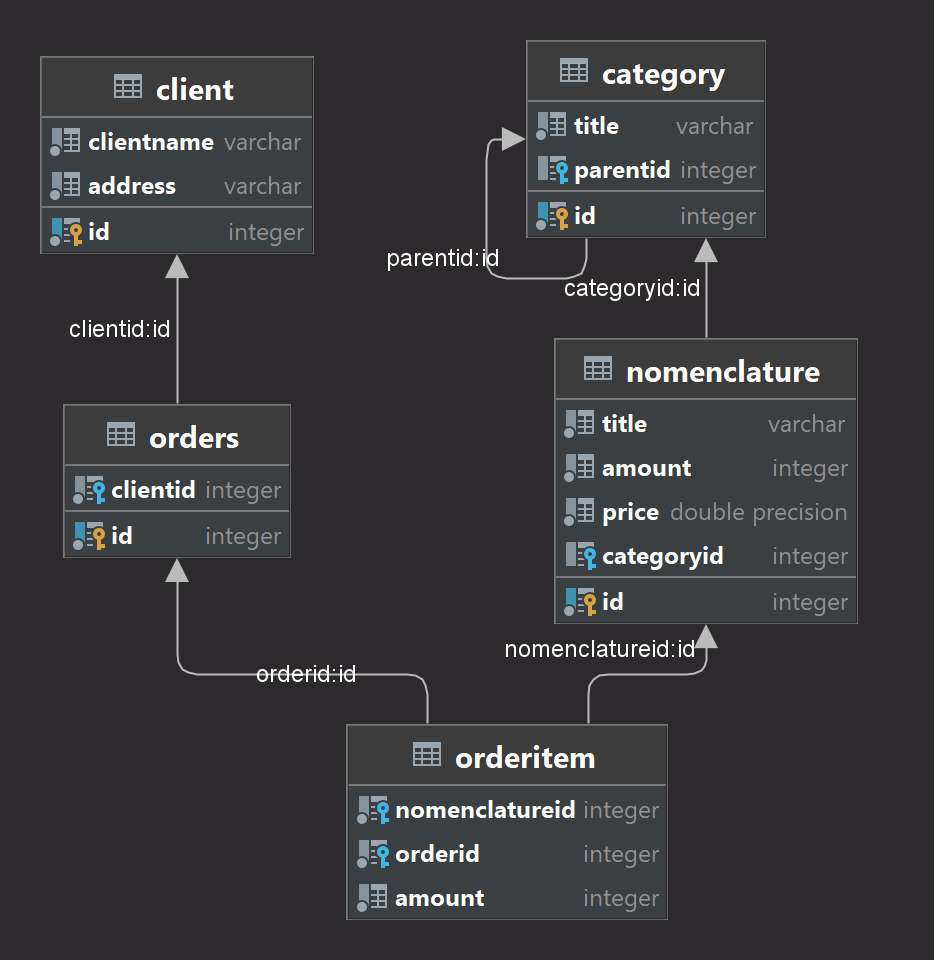 client
clientname varchar
address varchar
id integer
category
title varchar
parentid integer
id integer
parentid:id
categoryid:id
clientid:id
orders
clientid integer
id integer
nomenclature
title varchar
amount integer
price double precision
categoryid integer
id integer
nomenclatureid:id
orderid:id
orderitem
nomenclatureid integer
orderid integer
amount integer